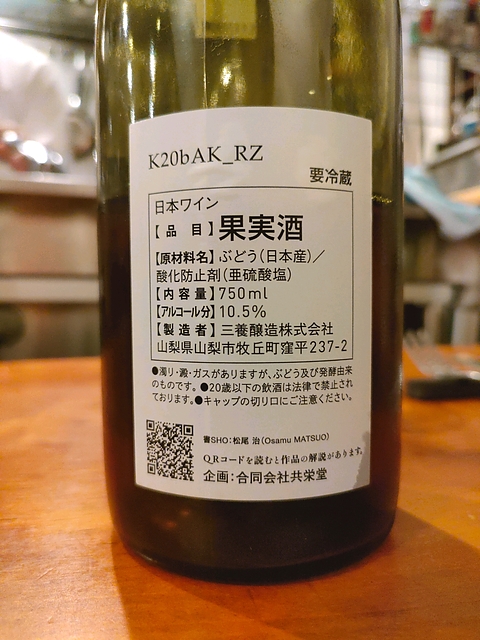 K20bAK_RZ
要冷蔵
日本ワイン
【品 目】果実酒
【原材料名】ぶどう(日本産)／
酸化防止剤(亜硫酸塩)
【内容量】750ml
【アルコール分】10.5%
【製造者】三養醸造株式会社
山梨県山梨市牧丘町窪平237-2
●濁り・澱・ガスがありますが、ぶどう及び発酵由来
のものです。●20歳以下の飲酒は法律で禁止され
ております。●キャップの切り口にご注意ください。
書SHO：松尾 治(Osamu MATSUO)
QRコードを読むと作品の解説があります。
企画：合同会社共栄堂